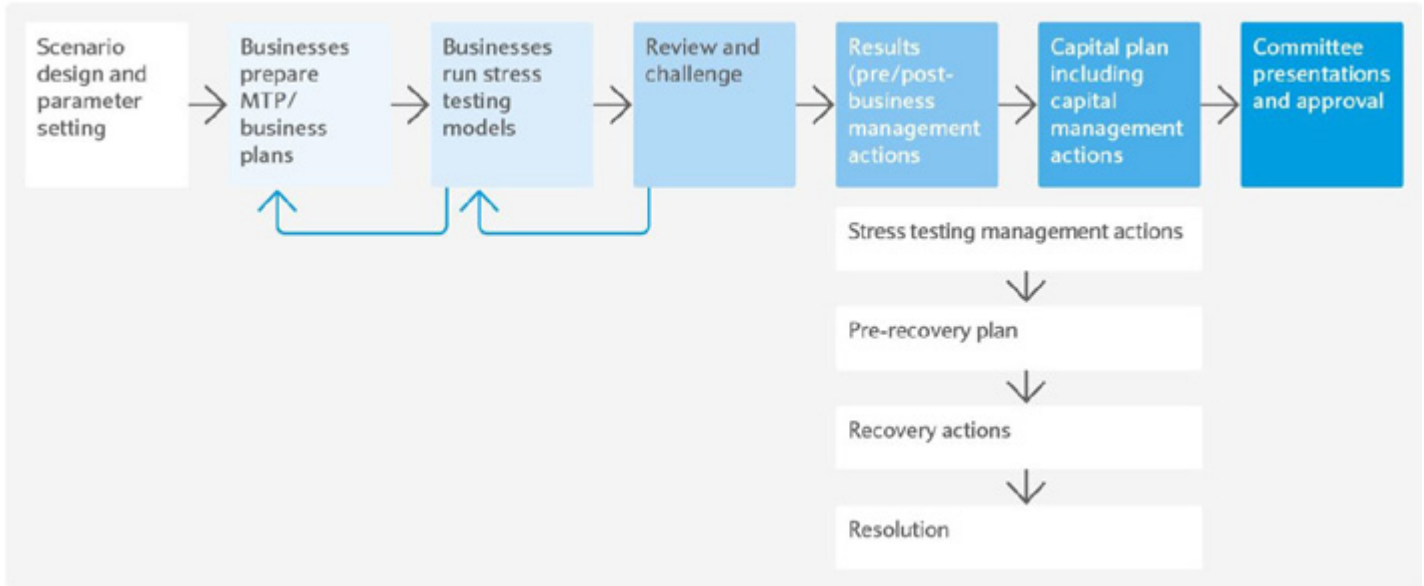 Scenario
design and
parameter
setting
Businesses
prepare
MTP/
business
plans
Businesses
run stress
testing
models
Review and
challenge
Results
(pre/post-
business
management
actions
Capital plan
including
capital
management
actions
Committee
presentations
and approval
Stress testing management actions
Pre-recovery plan
Recovery actions
Resolution